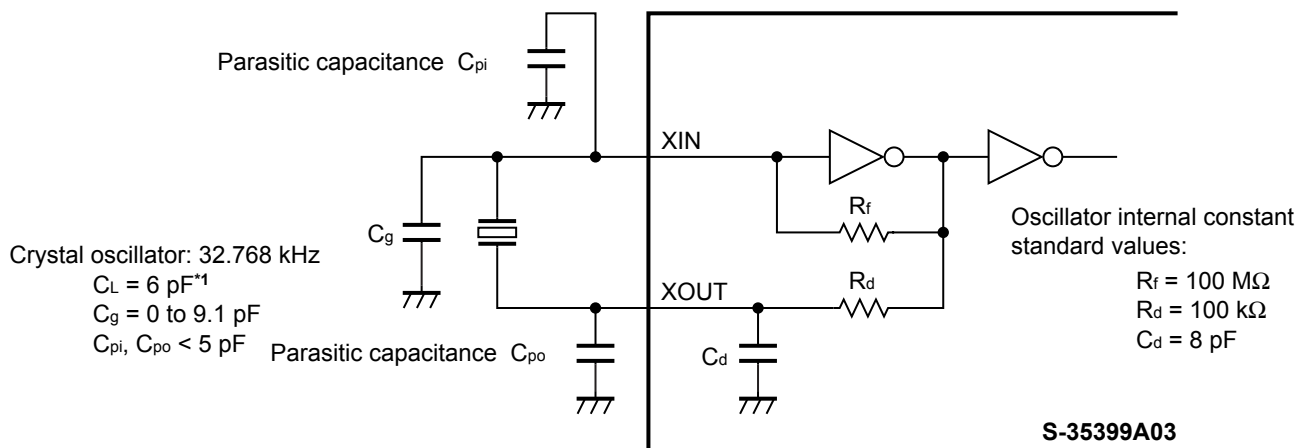 Parasitic capacitance Cpi
XIN
Cg
Rf
Crystal oscillator: 32.768 kHz
CL = 6 pF*1
Cg = 0 to 9.1 pF
Cpi, Cpo < 5 pF
Oscillator internal constant
standard values:
Rf = 100 MΩ
Rd = 100 kΩ
Cd = 8 pF
XOUT
Rd
Parasitic capacitance Cpo
Cd
S-35399A03